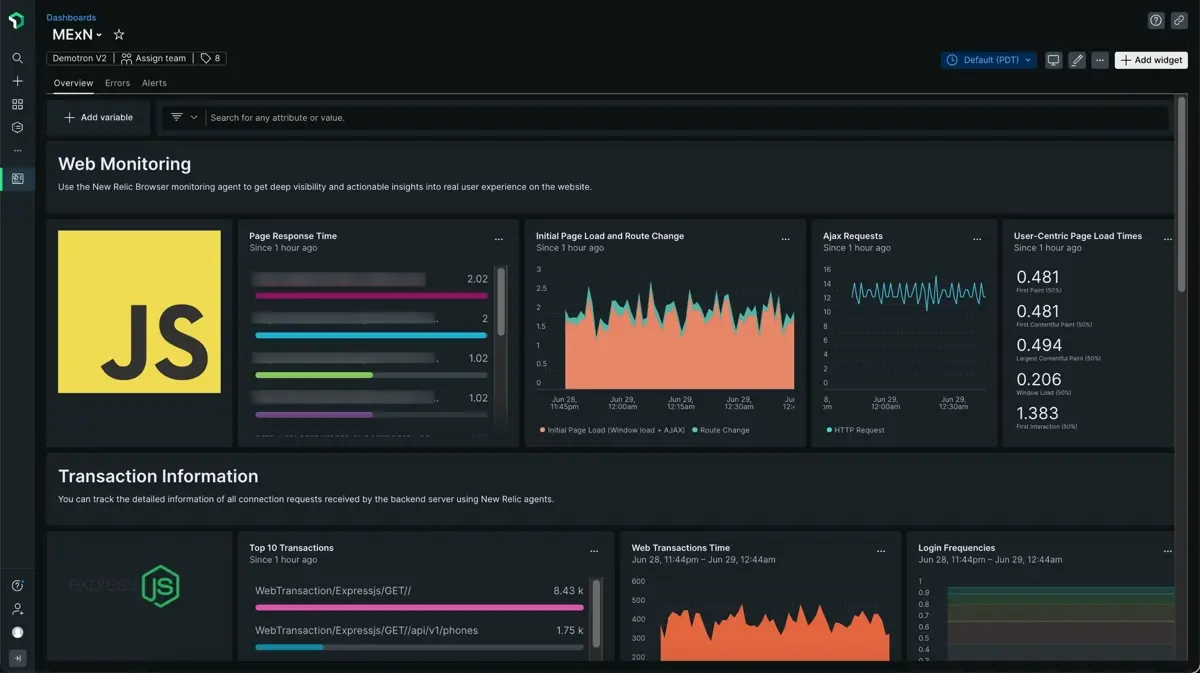 Dashboards
MExN
Demotron V2
Assign team
8
Default (PDT)
Add widget
Overview
Errors
Alerts
Add variable
Search for any attribute or value.
Web Monitoring
Use the New Relic Browser monitoring agent to get deep visibility and actionable insights into real user experience on the website.
JS
Page Response Time
Since 1 hour ago
2.02
2
1.02
1.02
Initial Page Load and Route Change
Since 1 hour ago
3
2.5
2
1.5
1
0.5
0
Jun 28,
11:45pm
Jun 29,
12:00am
Jun 29,
12:15am
Jun 29,
12:30am
Initial Page Load (Window load + AJAX)
Route Change
Ajax Requests
Since 1 hour ago
16
14
12
10
8
6
4
2
0
Jun 29,
12:00am
Jun 29,
12:30am
HTTP Request
User-Centric Page Load Times
Since 1 hour ago
0.481
First Paint (50%)
0.481
First Contentful Paint (50%)
0.494
Largest Contentful Paint (50%)
0.206
Window Load (50%)
1.383
First Interaction (50%)
Transaction Information
You can track the detailed information of all connection requests received by the backend server using New Relic agents.
express
JS
Top 10 Transactions
Since 1 hour ago
WebTransaction/Expressjs/GET//
8.43 k
WebTransaction/Expressjs/GET//api/v1/phones
1.75 k
Web Transactions Time
Jun 28, 11:44pm – Jun 29, 12:44am
600
500
400
300
200
Login Frequencies
Jun 28, 11:44pm – Jun 29, 12:44am
1
0.9
0.8
0.7
0.6
0.5
0.4
0.3